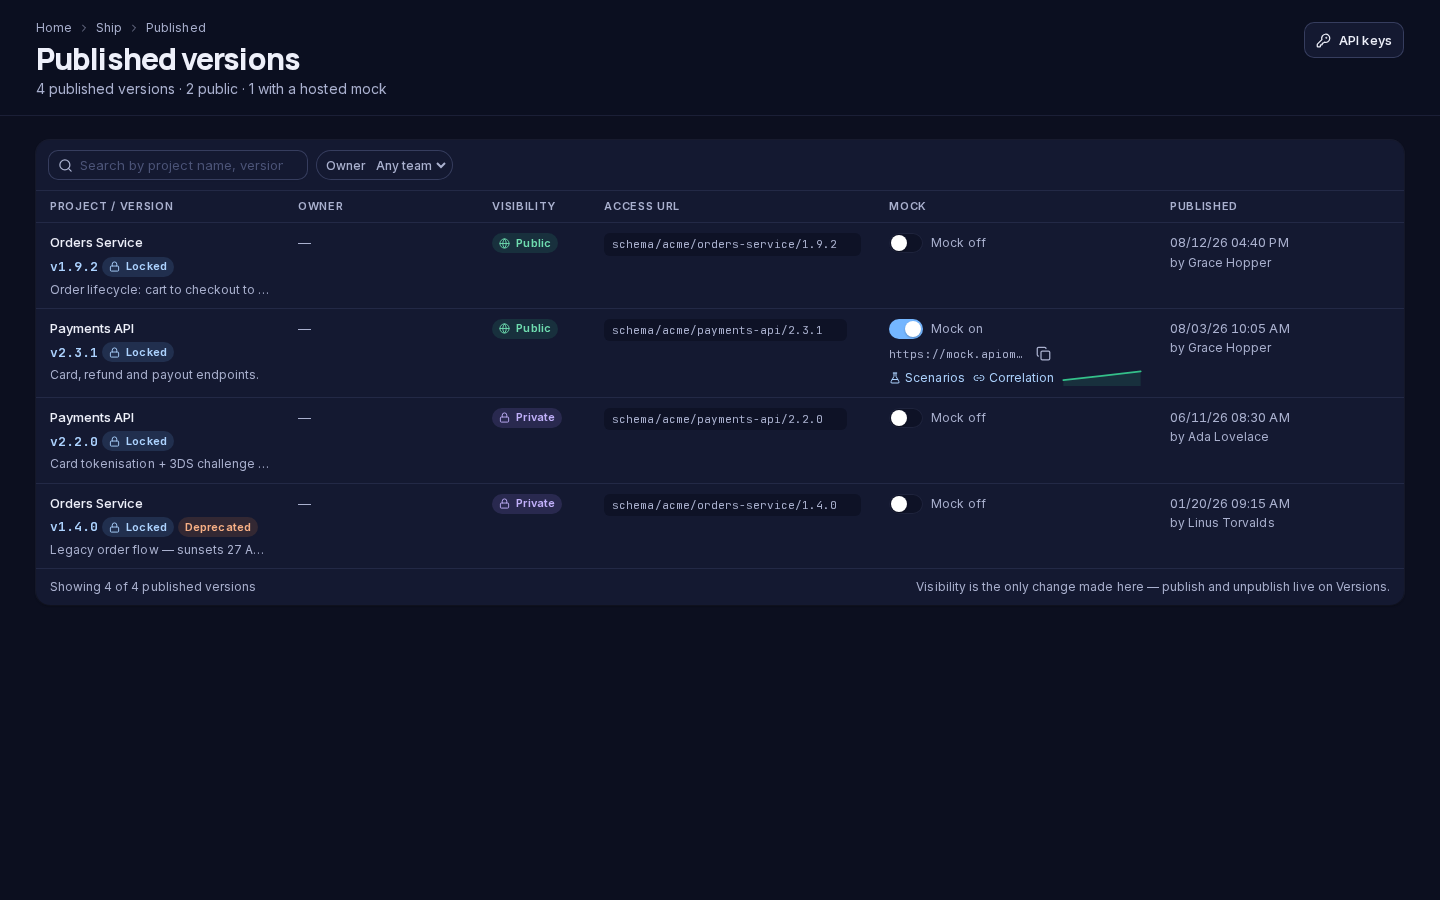 Home > Ship > Published
Published versions
4 published versions · 2 public · 1 with a hosted mock
API keys
Search by project name, version
Owner Any team
PROJECT / VERSION OWNER VISIBILITY ACCESS URL MOCK PUBLISHED
Orders Service — Public schema/acme/orders-service/1.9.2 Mock off 08/12/26 04:40 PM
v1.9.2 Locked by Grace Hopper
Order lifecycle: cart to checkout to …
Payments API — Public schema/acme/payments-api/2.3.1 Mock on 08/03/26 10:05 AM
v2.3.1 Locked https://mock.apiom… by Grace Hopper
Card, refund and payout endpoints. Scenarios Correlation
Payments API — Private schema/acme/payments-api/2.2.0 Mock off 06/11/26 08:30 AM
v2.2.0 Locked by Ada Lovelace
Card tokenisation + 3DS challenge …
Orders Service — Private schema/acme/orders-service/1.4.0 Mock off 01/20/26 09:15 AM
v1.4.0 Locked Deprecated by Linus Torvalds
Legacy order flow — sunsets 27 A…
Showing 4 of 4 published versions Visibility is the only change made here — publish and unpublish live on Versions.